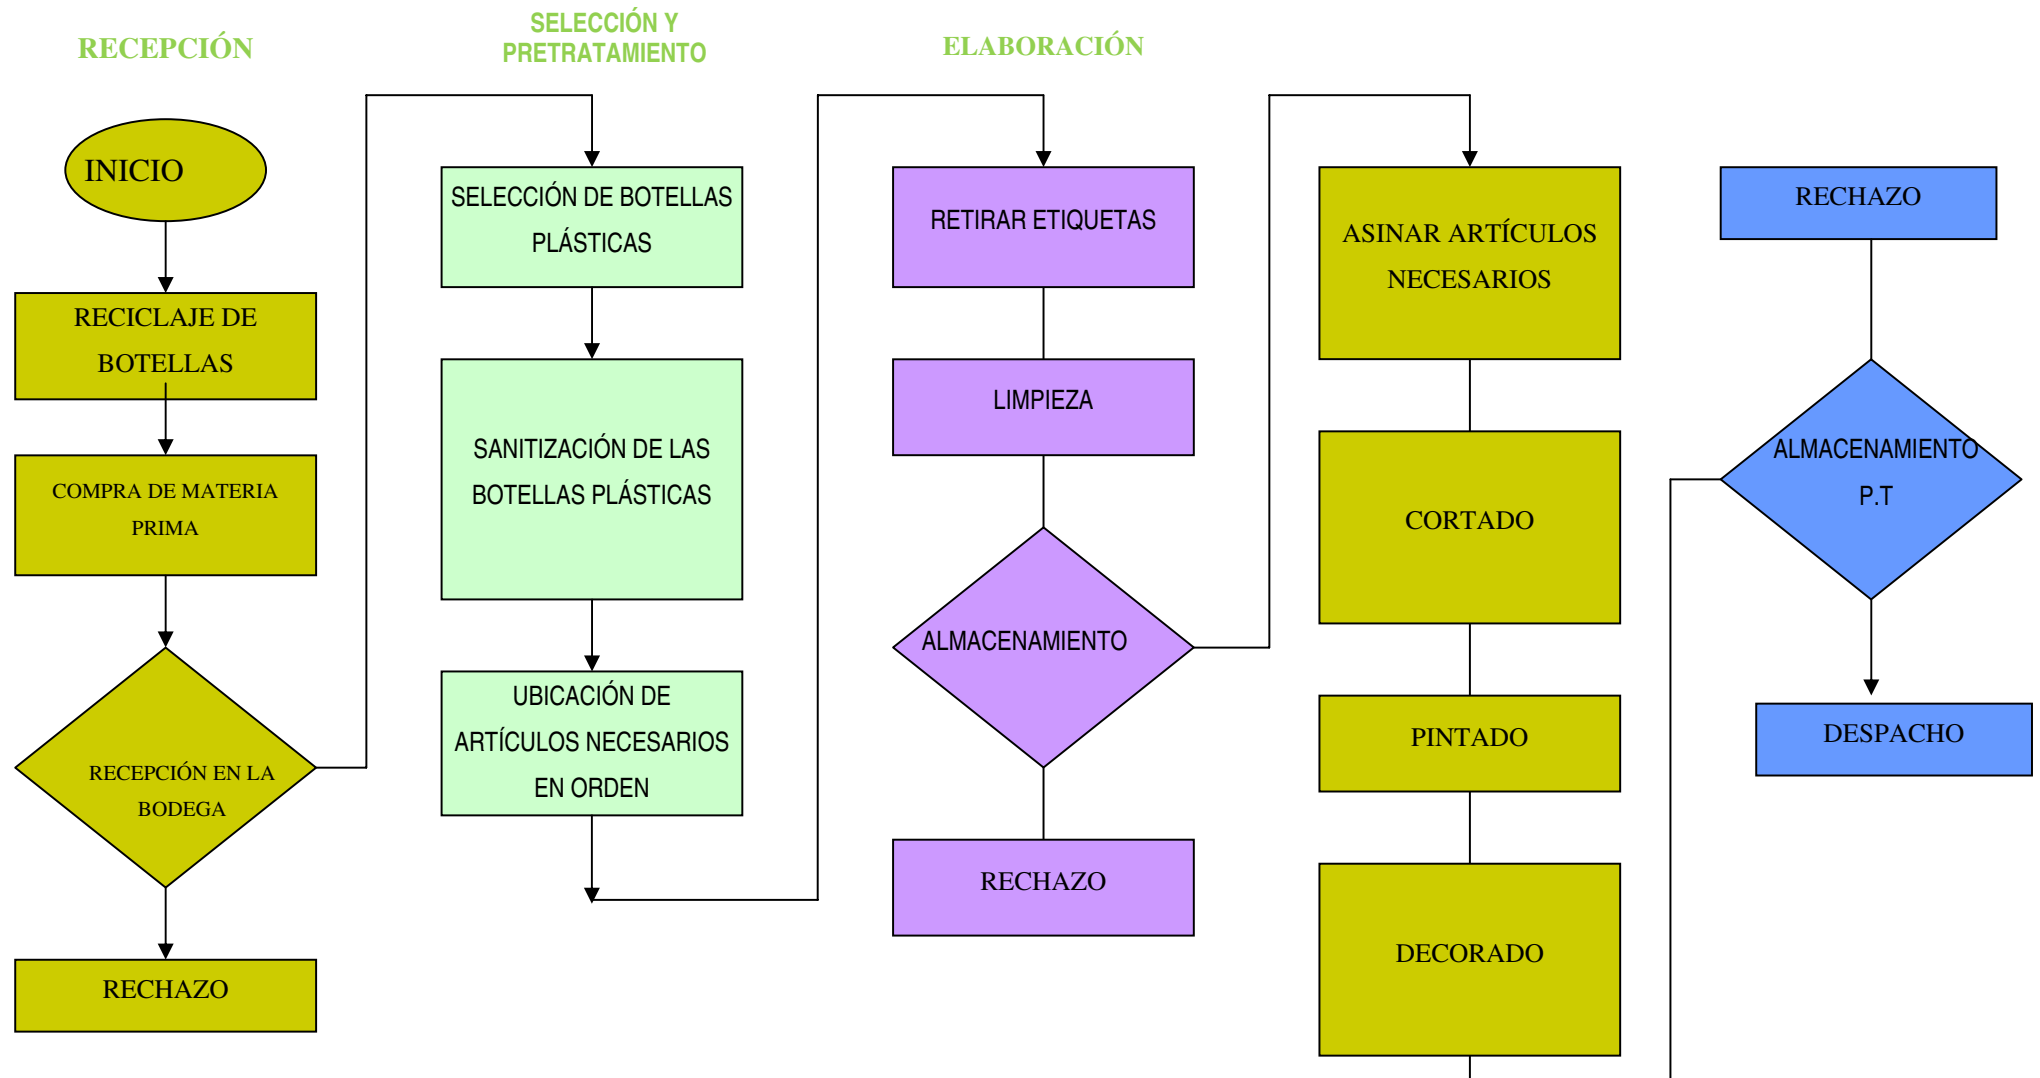 RECEPCIÓN
SELECCIÓN Y
PRETRATAMIENTO
ELABORACIÓN
INICIO
RECICLAJE DE
BOTELLAS
COMPRA DE MATERIA
PRIMA
RECEPCIÓN EN LA
BODEGA
RECHAZO
SELECCIÓN DE BOTELLAS
PLÁSTICAS
SANITIZACIÓN DE LAS
BOTELLAS PLÁSTICAS
UBICACIÓN DE
ARTÍCULOS NECESARIOS
EN ORDEN
RETIRAR ETIQUETAS
LIMPIEZA
ALMACENAMIENTO
RECHAZO
ASINAR ARTÍCULOS
NECESARIOS
CORTADO
PINTADO
DECORADO
RECHAZO
ALMACENAMIENTO
P.T
DESPACHO